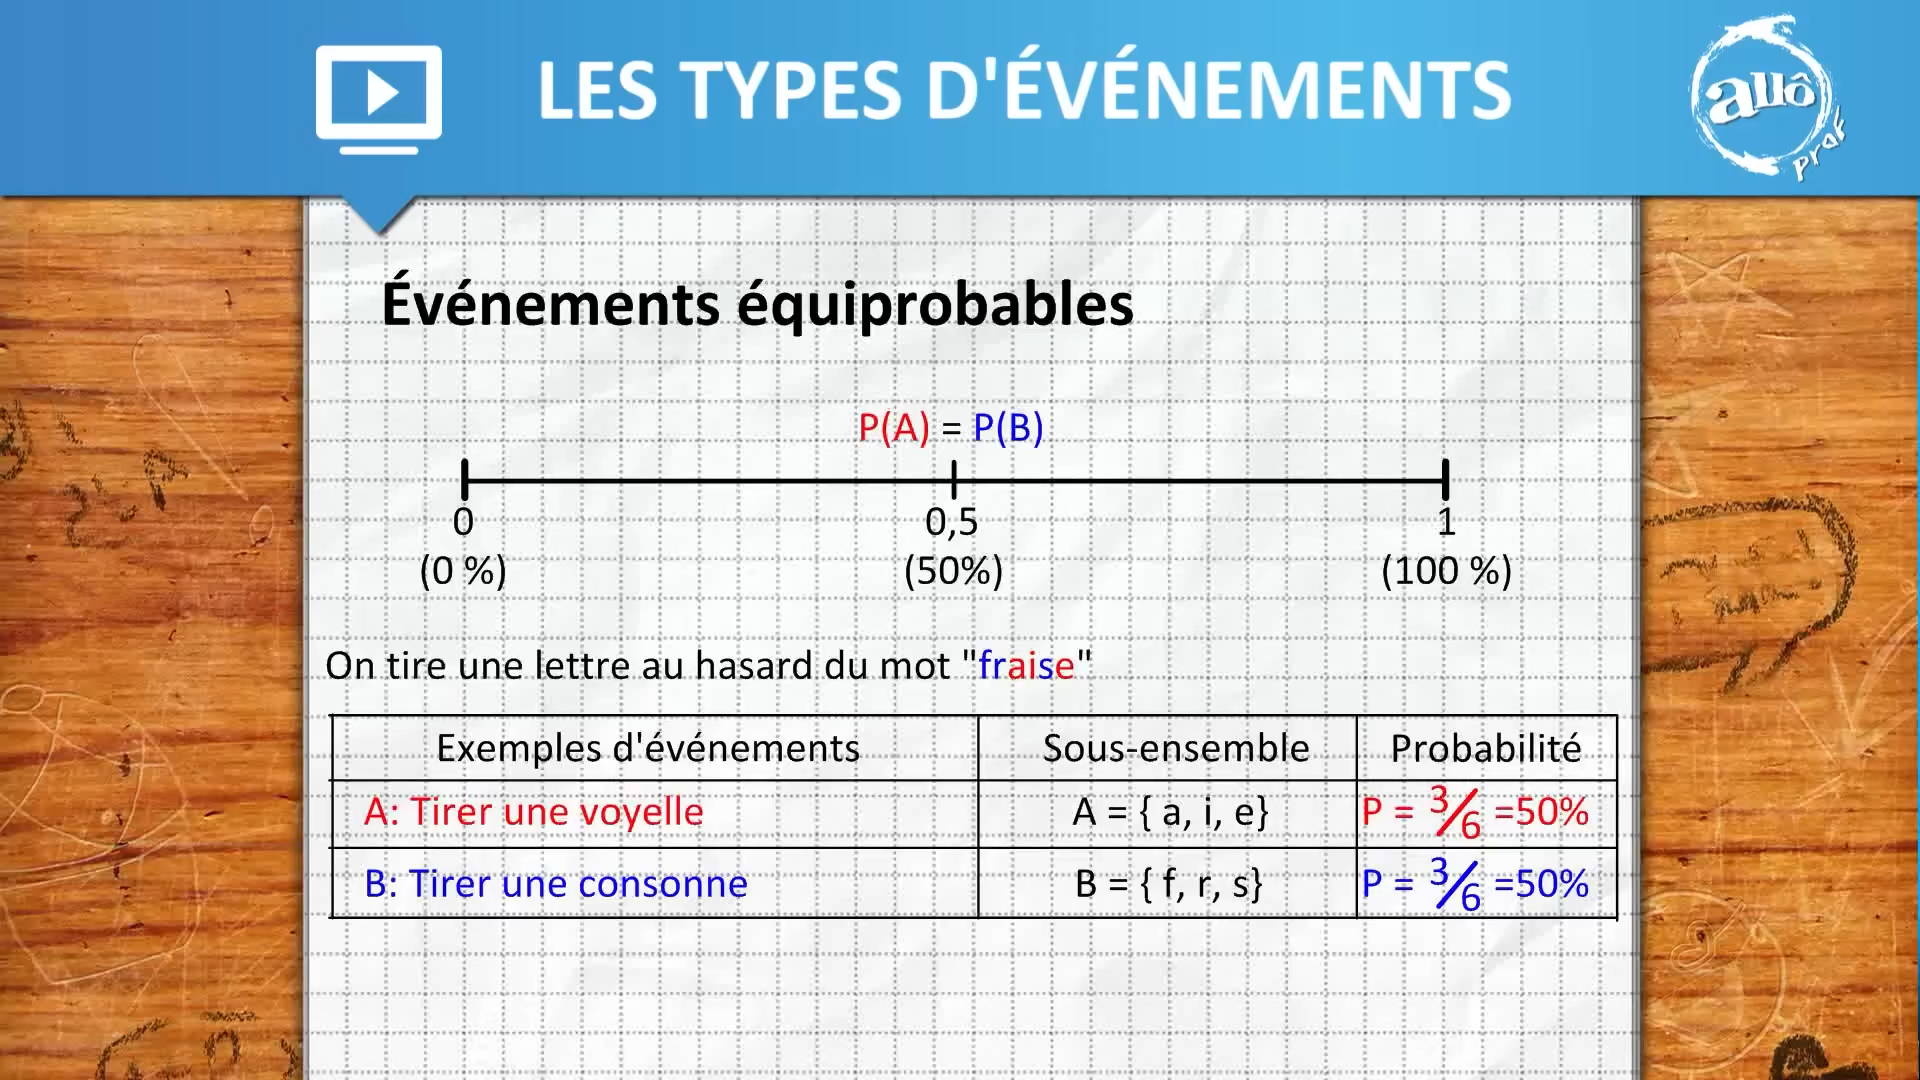 LES TYPES D'ÉVÉNEMENTS
allô
prof
Événements équiprobables
P(A) = P(B)
0 0,5 1
(0 %) (50%) (100 %)
On tire une lettre au hasard du mot "fraise"
Exemples d'événements Sous-ensemble Probabilité
A: Tirer une voyelle A = { a, i, e} P = 3/6 =50%
B: Tirer une consonne B = { f, r, s} P = 3/6 =50%